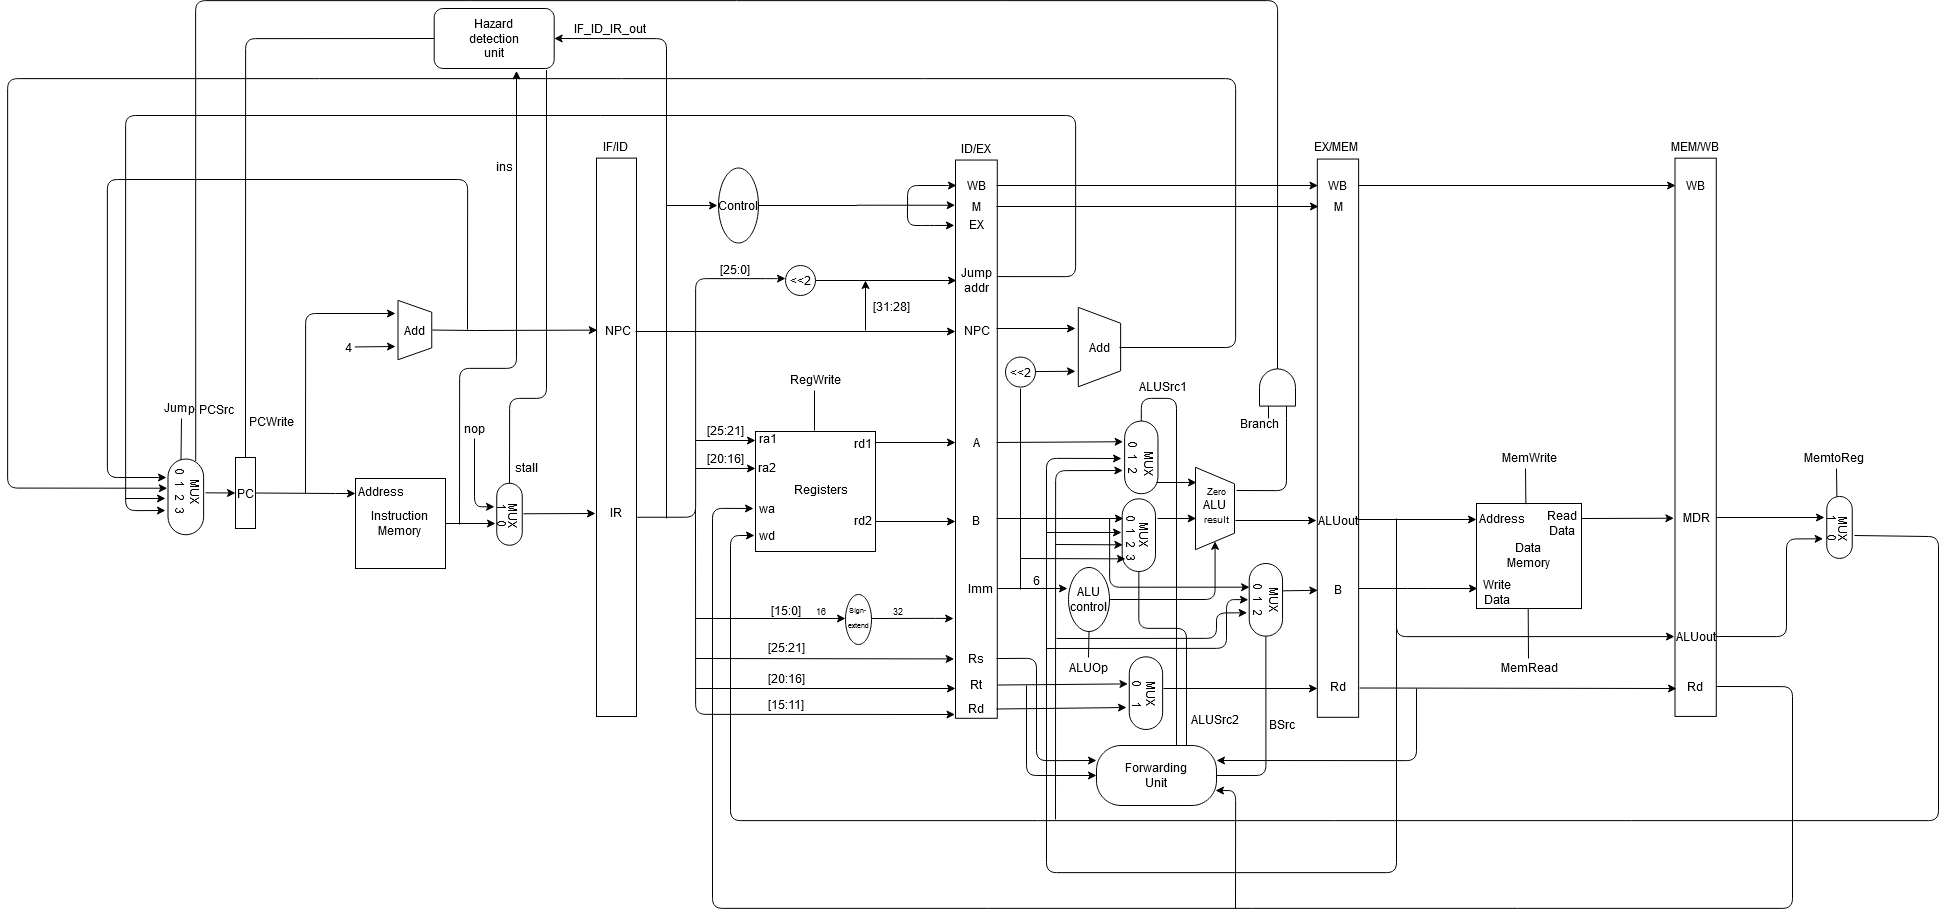 Hazard
detection
unit
IF_ID_IR_out
ins
IF/ID
ID/EX
EX/MEM
MEM/WB
WB
M
EX
WB
M
WB
Control
[25:0]
<<2
Jump
addr
[31:28]
Add
4
NPC
NPC
Add
<<2
RegWrite
ALUSrc1
Jump
PCSrc
PCWrite
nop
stall
Branch
[25:21]
ra1
rd1
[20:16]
ra2
Registers
wa
rd2
wd
A
B
Imm
0
1
2
MUX
0
1
2
3
MUX
Zero
ALU
result
MemWrite
MemtoReg
0
1
2
3
MUX
PC
Address
Instruction
Memory
1
0
MUX
IR
ALUout
Address
Read
Data
Data
Memory
Write
Data
MDR
1
0
MUX
6
ALU
control
0
1
2
MUX
B
[15:0]
16
Sign-
extend
32
ALUout
[25:21]
Rs
ALUOp
MemRead
[20:16]
Rt
0
1
MUX
Rd
Rd
[15:11]
Rd
ALUSrc2
BSrc
Forwarding
Unit